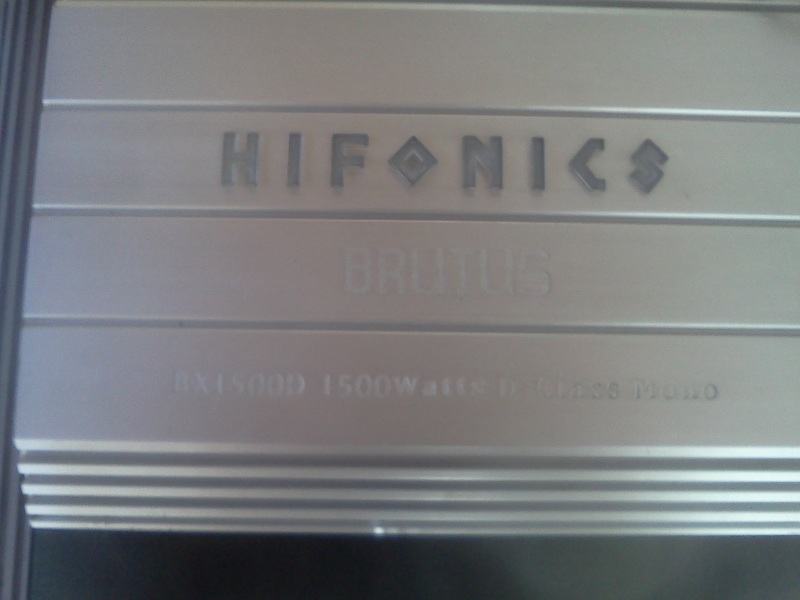 HIFONICS
BRUTUS
BX1500D 1500Watts D-Class Mono